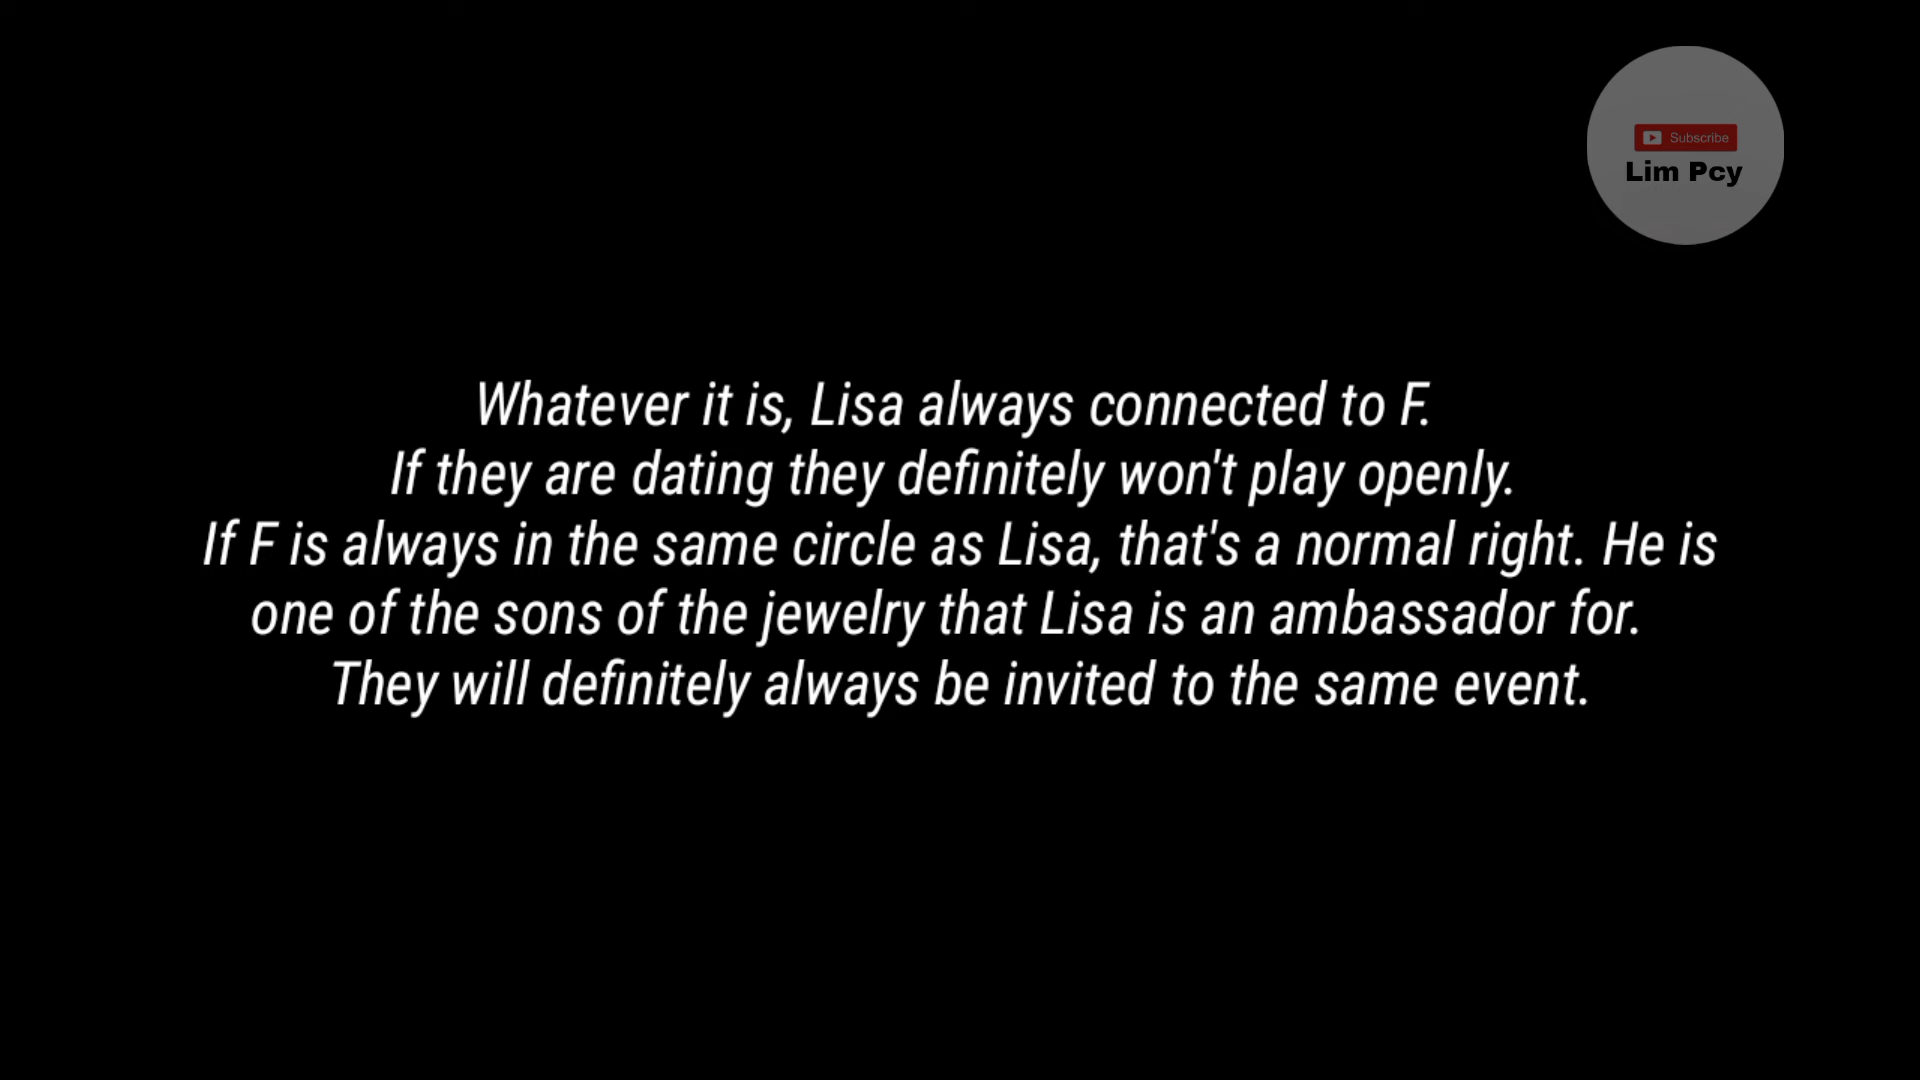 Subscribe
Lim Pcy
Whatever it is, Lisa always connected to F.
If they are dating they definitely won't play openly.
If F is always in the same circle as Lisa, that's a normal right. He is
one of the sons of the jewelry that Lisa is an ambassador for.
They will definitely always be invited to the same event.